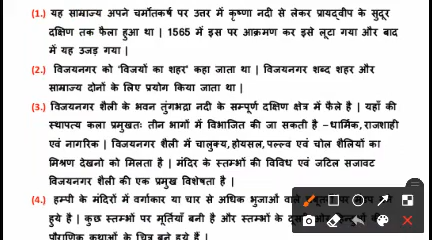 (1.) यह साम्राज्य अपने चर्मोतकर्ष पर उत्तर में कृष्णा नदी से लेकर प्रायद्वीप के सुदूर
दक्षिण तक फैला हुआ था | 1565 में इस पर आक्रमण कर इसे लूटा गया और बाद
में यह उजड़ गया |
(2.) विजयनगर को 'विजयों का शहर' कहा जाता था | विजयनगर शब्द शहर और
साम्राज्य दोनों के लिए प्रयोग किया जाता था |
(3.) विजयनगर शैली के भवन तुंगभद्रा नदी के सम्पूर्ण दक्षिण क्षेत्र में फैले है | यहाँ की
स्थापत्य कला प्रमुखतः तीन भागों में विभाजित की जा सकती है – धार्मिक, राजशाही
एवं नागरिक | विजयनगर शैली में चालुक्य, होयसल, पल्ल्व एवं चोल शैलियों का
मिश्रण देखनो को मिलता है | मंदिर के स्तम्भों की विविध एवं जटिल सजावट
विजयनगर शैली की एक प्रमुख विशेषता है |
(4.) हम्पी के मंदिरों में वर्गाकार या चार से अधिक भुजाओं वाले
हुये है | कुछ स्तम्भों पर मूर्तियाँ बनी है और स्तम्भों के
पौराणिक कथाओं के चित्र बने हुये हैं |